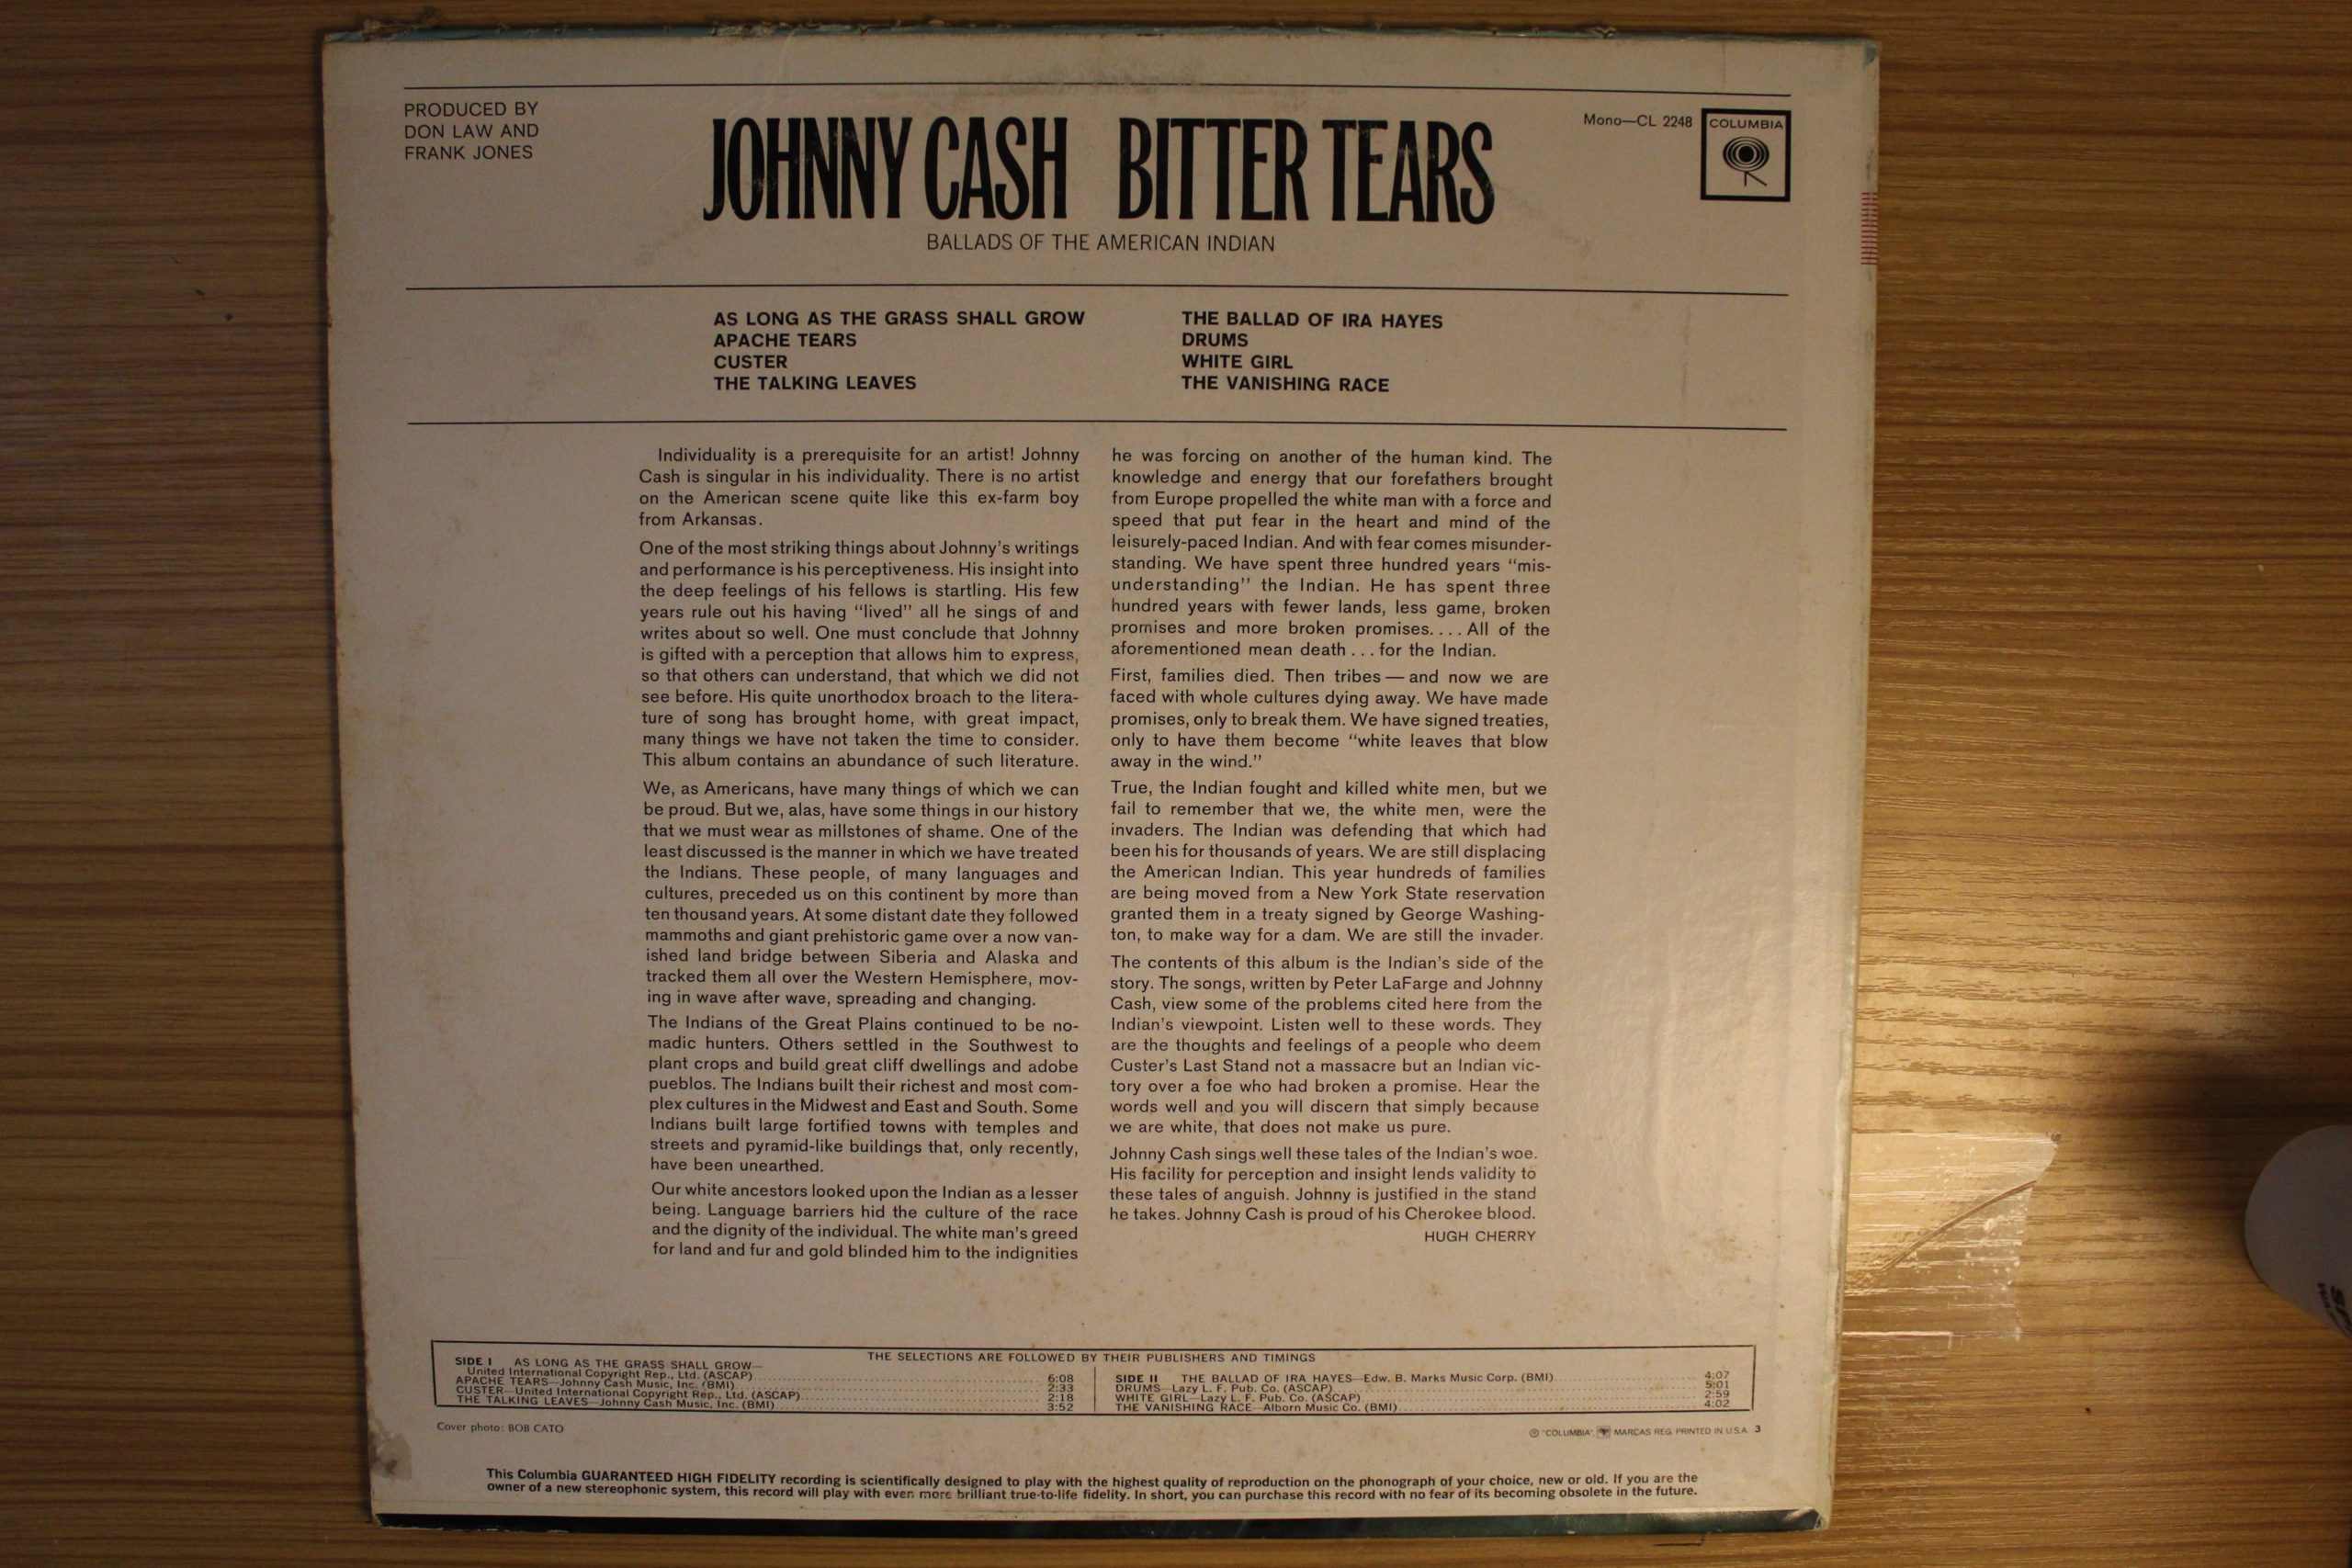 PRODUCED BY
DON LAW AND
FRANK JONES
JOHNNY CASH BITTER TEARS
BALLADS OF THE AMERICAN INDIAN
Mono—CL 2248
COLUMBIA
AS LONG AS THE GRASS SHALL GROW
APACHE TEARS
CUSTER
THE TALKING LEAVES
THE BALLAD OF IRA HAYES
DRUMS
WHITE GIRL
THE VANISHING RACE
Individuality is a prerequisite for an artist! Johnny
Cash is singular in his individuality. There is no artist
on the American scene quite like this ex-farm boy
from Arkansas.
One of the most striking things about Johnny's writings
and performance is his perceptiveness. His insight into
the deep feelings of his fellows is startling. His few
years rule out his having "lived" all he sings of and
writes about so well. One must conclude that Johnny
is gifted with a perception that allows him to express,
so that others can understand, that which we did not
see before. His quite unorthodox broach to the litera-
ture of song has brought home, with great impact,
many things we have not taken the time to consider.
This album contains an abundance of such literature.
We, as Americans, have many things of which we can
be proud. But we, alas, have some things in our history
that we must wear as millstones of shame. One of the
least discussed is the manner in which we have treated
the Indians. These people, of many languages and
cultures, preceded us on this continent by more than
ten thousand years. At some distant date they followed
mammoths and giant prehistoric game over a now van-
ished land bridge between Siberia and Alaska and
tracked them all over the Western Hemisphere, mov-
ing in wave after wave, spreading and changing.
The Indians of the Great Plains continued to be no-
madic hunters. Others settled in the Southwest to
plant crops and build great cliff dwellings and adobe
pueblos. The Indians built their richest and most com-
plex cultures in the Midwest and East and South. Some
Indians built large fortified towns with temples and
streets and pyramid-like buildings that, only recently,
have been unearthed.
Our white ancestors looked upon the Indian as a lesser
being. Language barriers hid the culture of the race
and the dignity of the individual. The white man's greed
for land and fur and gold blinded him to the indignities
he was forcing on another of the human kind. The
knowledge and energy that our forefathers brought
from Europe propelled the white man with a force and
speed that put fear in the heart and mind of the
leisurely-paced Indian. And with fear comes misunder-
standing. We have spent three hundred years "mis-
understanding" the Indian. He has spent three
hundred years with fewer lands, less game, broken
promises and more broken promises.... All of the
aforementioned mean death... for the Indian.
First, families died. Then tribes — and now we are
faced with whole cultures dying away. We have made
promises, only to break them. We have signed treaties,
only to have them become "white leaves that blow
away in the wind."
True, the Indian fought and killed white men, but we
fail to remember that we, the white men, were the
invaders. The Indian was defending that which had
been his for thousands of years. We are still displacing
the American Indian. This year hundreds of families
are being moved from a New York State reservation
granted them in a treaty signed by George Washing-
ton, to make way for a dam. We are still the invader.
The contents of this album is the Indian's side of the
story. The songs, written by Peter LaFarge and Johnny
Cash, view some of the problems cited here from the
Indian's viewpoint. Listen well to these words. They
are the thoughts and feelings of a people who deem
Custer's Last Stand not a massacre but an Indian vic-
tory over a foe who had broken a promise. Hear the
words well and you will discern that simply because
we are white, that does not make us pure.
Johnny Cash sings well these tales of the Indian's woe.
His facility for perception and insight lends validity to
these tales of anguish. Johnny is justified in the stand
he takes. Johnny Cash is proud of his Cherokee blood.
HUGH CHERRY
THE SELECTIONS ARE FOLLOWED BY THEIR PUBLISHERS AND TIMINGS
SIDE I AS LONG AS THE GRASS SHALL GROW—
United International Copyright Rep., Ltd. (ASCAP) 6:08
APACHE TEARS—Johnny Cash Music, Inc. (BMI) 2:33
CUSTER—United International Copyright Rep., Ltd. (ASCAP) 2:18
THE TALKING LEAVES—Johnny Cash Music, Inc. (BMI) 3:52
SIDE II THE BALLAD OF IRA HAYES—Edw. B. Marks Music Corp. (BMI) 4:07
DRUMS—Lazy L. F. Pub. Co. (ASCAP) 5:01
WHITE GIRL—Lazy L. F. Pub. Co. (ASCAP) 2:59
THE VANISHING RACE—Alborn Music Co. (BMI) 4:02
Cover photo: BOB CATO
® "COLUMBIA", MARCAS REG. PRINTED IN U.S.A. 3
This Columbia GUARANTEED HIGH FIDELITY recording is scientifically designed to play with the highest quality of reproduction on the phonograph of your choice, new or old. If you are the
owner of a new stereophonic system, this record will play with even more brilliant true-to-life fidelity. In short, you can purchase this record with no fear of its becoming obsolete in the future.